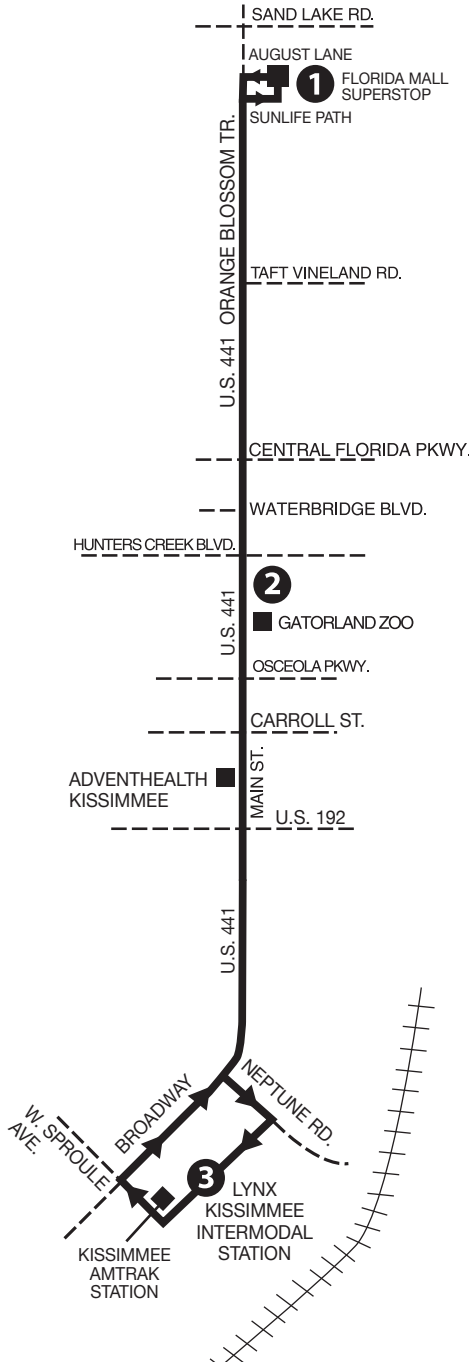 SAND LAKE RD.
AUGUST LANE
1
FLORIDA MALL
SUPERSTOP
SUNLIFE PATH
U.S. 441 ORANGE BLOSSOM TR.
TAFT VINELAND RD.
CENTRAL FLORIDA PKWY.
WATERBRIDGE BLVD.
HUNTERS CREEK BLVD.
2
U.S. 441
GATORLAND ZOO
OSCEOLA PKWY.
CARROLL ST.
MAIN ST.
ADVENTHEALTH
KISSIMMEE
U.S. 192
U.S. 441
BROADWAY
NEPTUNE RD.
W. SPROULE
AVE.
3
LYNX
KISSIMMEE
INTERMODAL
STATION
KISSIMMEE
AMTRAK
STATION